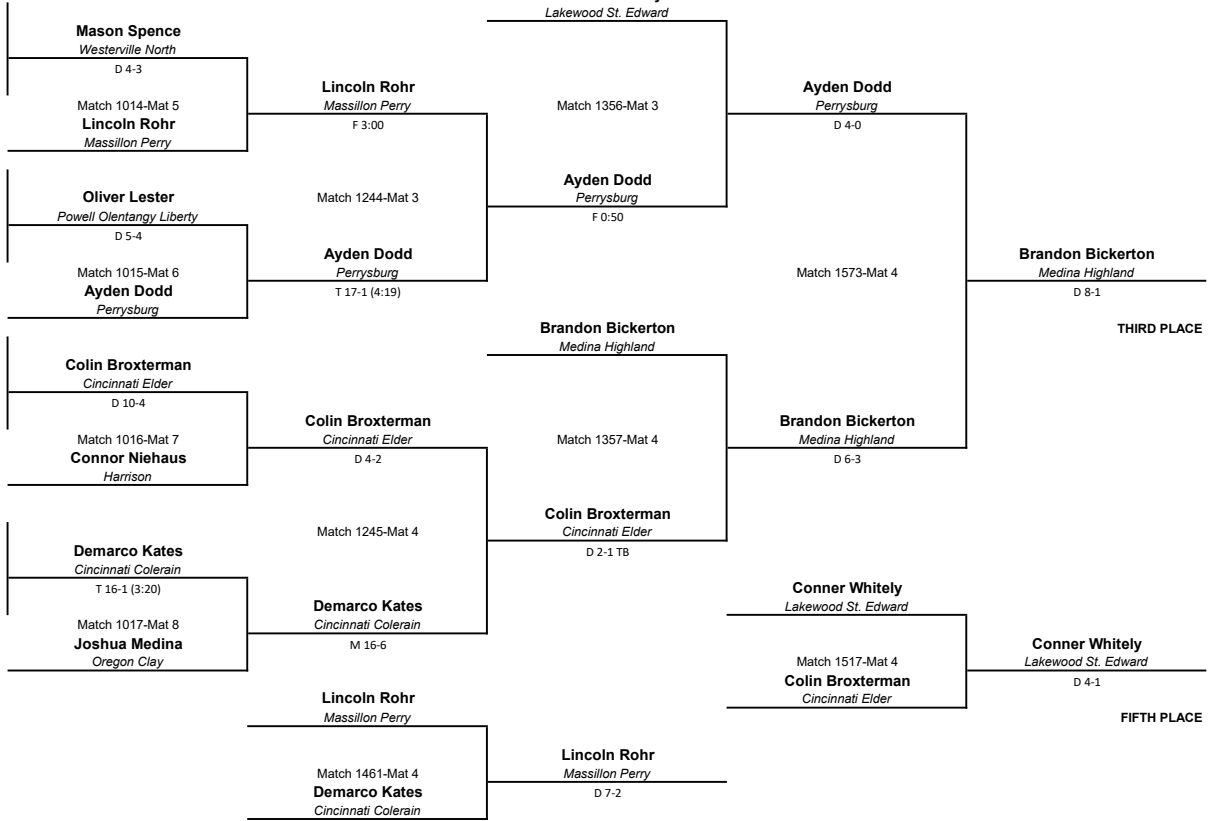 Lakewood St. Edward
Mason Spence
Westerville North
D 4-3
Match 1014-Mat 5
Lincoln Rohr
Massillon Perry
Lincoln Rohr
Massillon Perry
F 3:00
Match 1356-Mat 3
Ayden Dodd
Perrysburg
D 4-0
Oliver Lester
Powell Olentangy Liberty
D 5-4
Match 1244-Mat 3
Ayden Dodd
Perrysburg
F 0:50
Match 1015-Mat 6
Ayden Dodd
Perrysburg
Ayden Dodd
Perrysburg
T 17-1 (4:19)
Match 1573-Mat 4
Brandon Bickerton
Medina Highland
D 8-1
THIRD PLACE
Brandon Bickerton
Medina Highland
Colin Broxterman
Cincinnati Elder
D 10-4
Match 1016-Mat 7
Connor Niehaus
Harrison
Colin Broxterman
Cincinnati Elder
D 4-2
Match 1357-Mat 4
Brandon Bickerton
Medina Highland
D 6-3
Match 1245-Mat 4
Colin Broxterman
Cincinnati Elder
D 2-1 TB
Demarco Kates
Cincinnati Colerain
T 16-1 (3:20)
Match 1017-Mat 8
Joshua Medina
Oregon Clay
Demarco Kates
Cincinnati Colerain
M 16-6
Conner Whitely
Lakewood St. Edward
Match 1517-Mat 4
Colin Broxterman
Cincinnati Elder
Conner Whitely
Lakewood St. Edward
D 4-1
FIFTH PLACE
Lincoln Rohr
Massillon Perry
Match 1461-Mat 4
Demarco Kates
Cincinnati Colerain
Lincoln Rohr
Massillon Perry
D 7-2